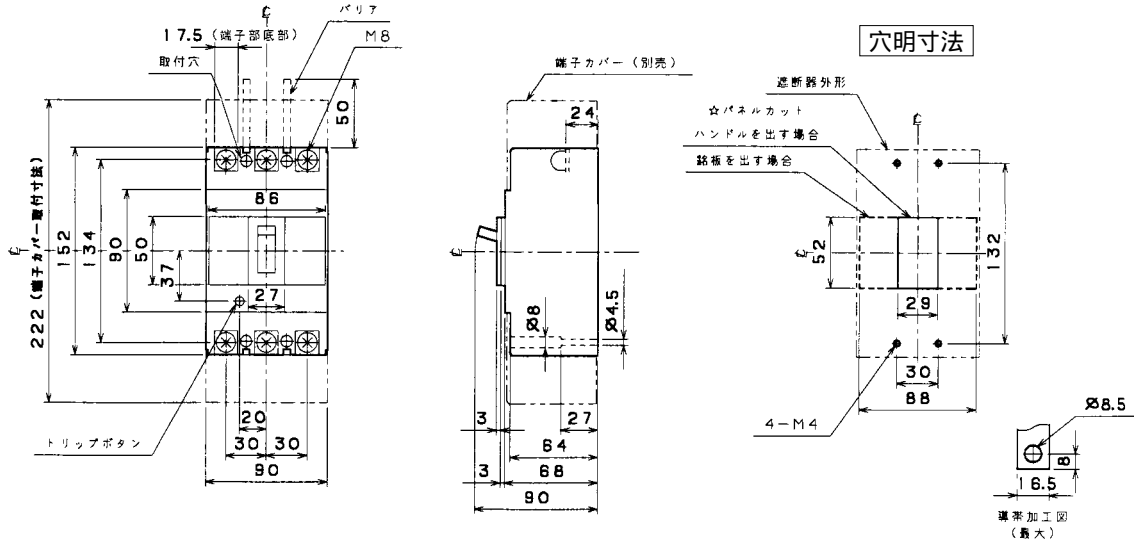 ℄
バリア
17.5 (端子部底部)
M8
取付穴
50
222 (端子カバー取付寸法)
152
134
90
50
37
86
27
℄
トリップボタン
20
30
30
90
端子カバー (別売)
24
℄
Ø8
Ø4.5
3
27
64
3
68
90
穴明寸法
遮断器外形
☆パネルカット
℄
ハンドルを出す場合
銘板を出す場合
℄
52
132
29
30
88
4-M4
Ø8.5
8
16.5
導帯加工図
(最大)